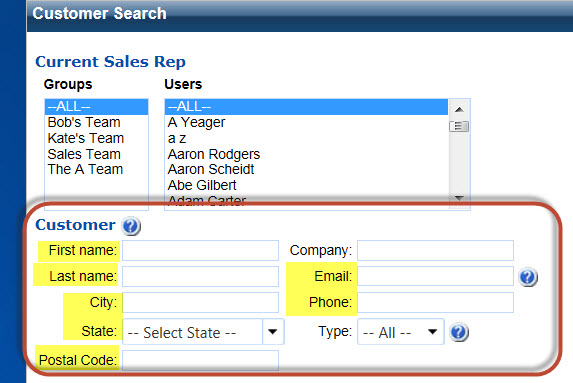 Customer Search
Current Sales Rep
Groups Users
--ALL-- --ALL--
Bob's Team A Yeager
Kate's Team a z
Sales Team Aaron Rodgers
The A Team Aaron Scheidt
Abe Gilbert
Adam Carter
Customer ?
First name: Company:
Last name: Email: ?
City: Phone:
State: -- Select State -- Type: -- All -- ?
Postal Code: